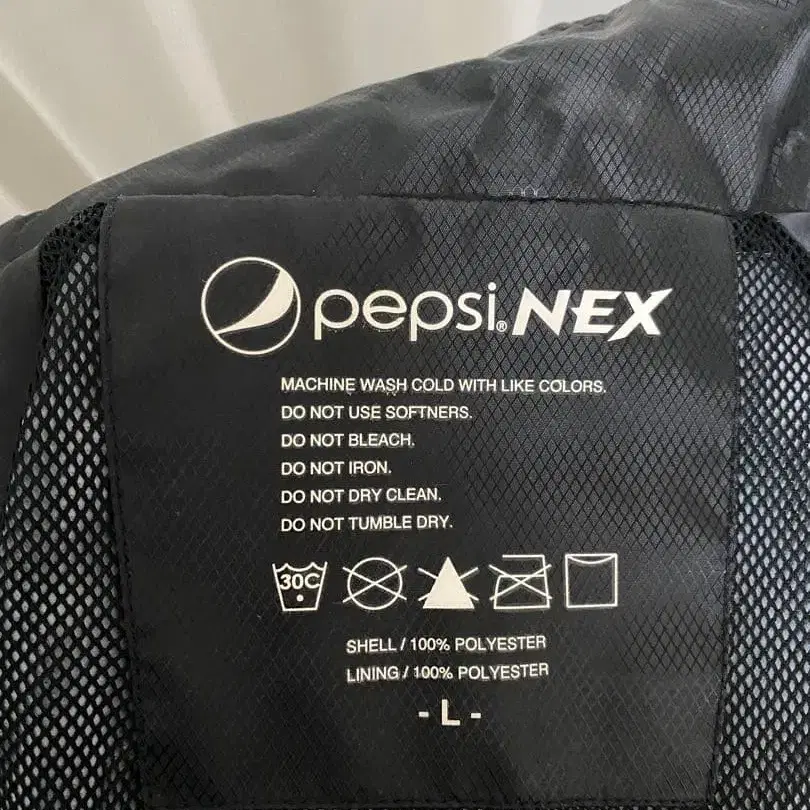 pepsi® NEX
MACHINE WASH COLD WITH LIKE COLORS.
DO NOT USE SOFTNERS.
DO NOT BLEACH.
DO NOT IRON.
DO NOT DRY CLEAN.
DO NOT TUMBLE DRY.
30C
SHELL / 100% POLYESTER
LINING / 100% POLYESTER
- L -